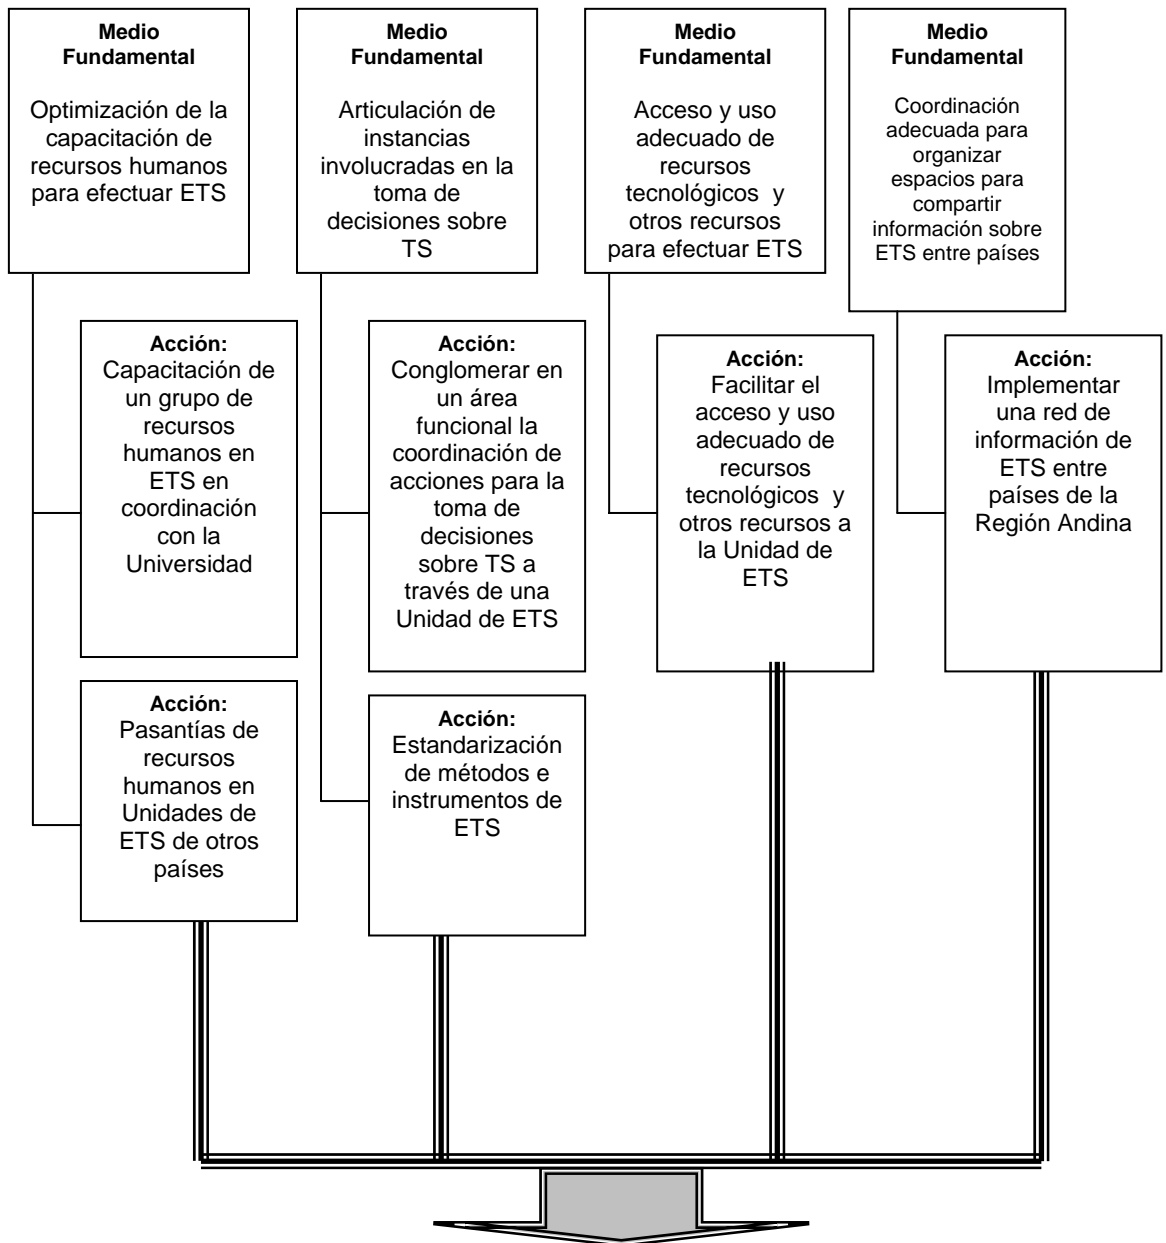 Medio
Fundamental
Optimización de la
capacitación de
recursos humanos
para efectuar ETS
Medio
Fundamental
Articulación de
instancias
involucradas en la
toma de
decisiones sobre
TS
Medio
Fundamental
Acceso y uso
adecuado de
recursos
tecnológicos y
otros recursos
para efectuar ETS
Medio
Fundamental
Coordinación
adecuada para
organizar
espacios para
compartir
información sobre
ETS entre países
Acción:
Capacitación de
un grupo de
recursos
humanos en
ETS en
coordinación
con la
Universidad
Acción:
Conglomerar en
un área
funcional la
coordinación de
acciones para la
toma de
decisiones
sobre TS a
través de una
Unidad de ETS
Acción:
Facilitar el
acceso y uso
adecuado de
recursos
tecnológicos y
otros recursos a
la Unidad de
ETS
Acción:
Implementar
una red de
información de
ETS entre
países de la
Región Andina
Acción:
Pasantías de
recursos
humanos en
Unidades de
ETS de otros
países
Acción:
Estandarización
de métodos e
instrumentos de
ETS